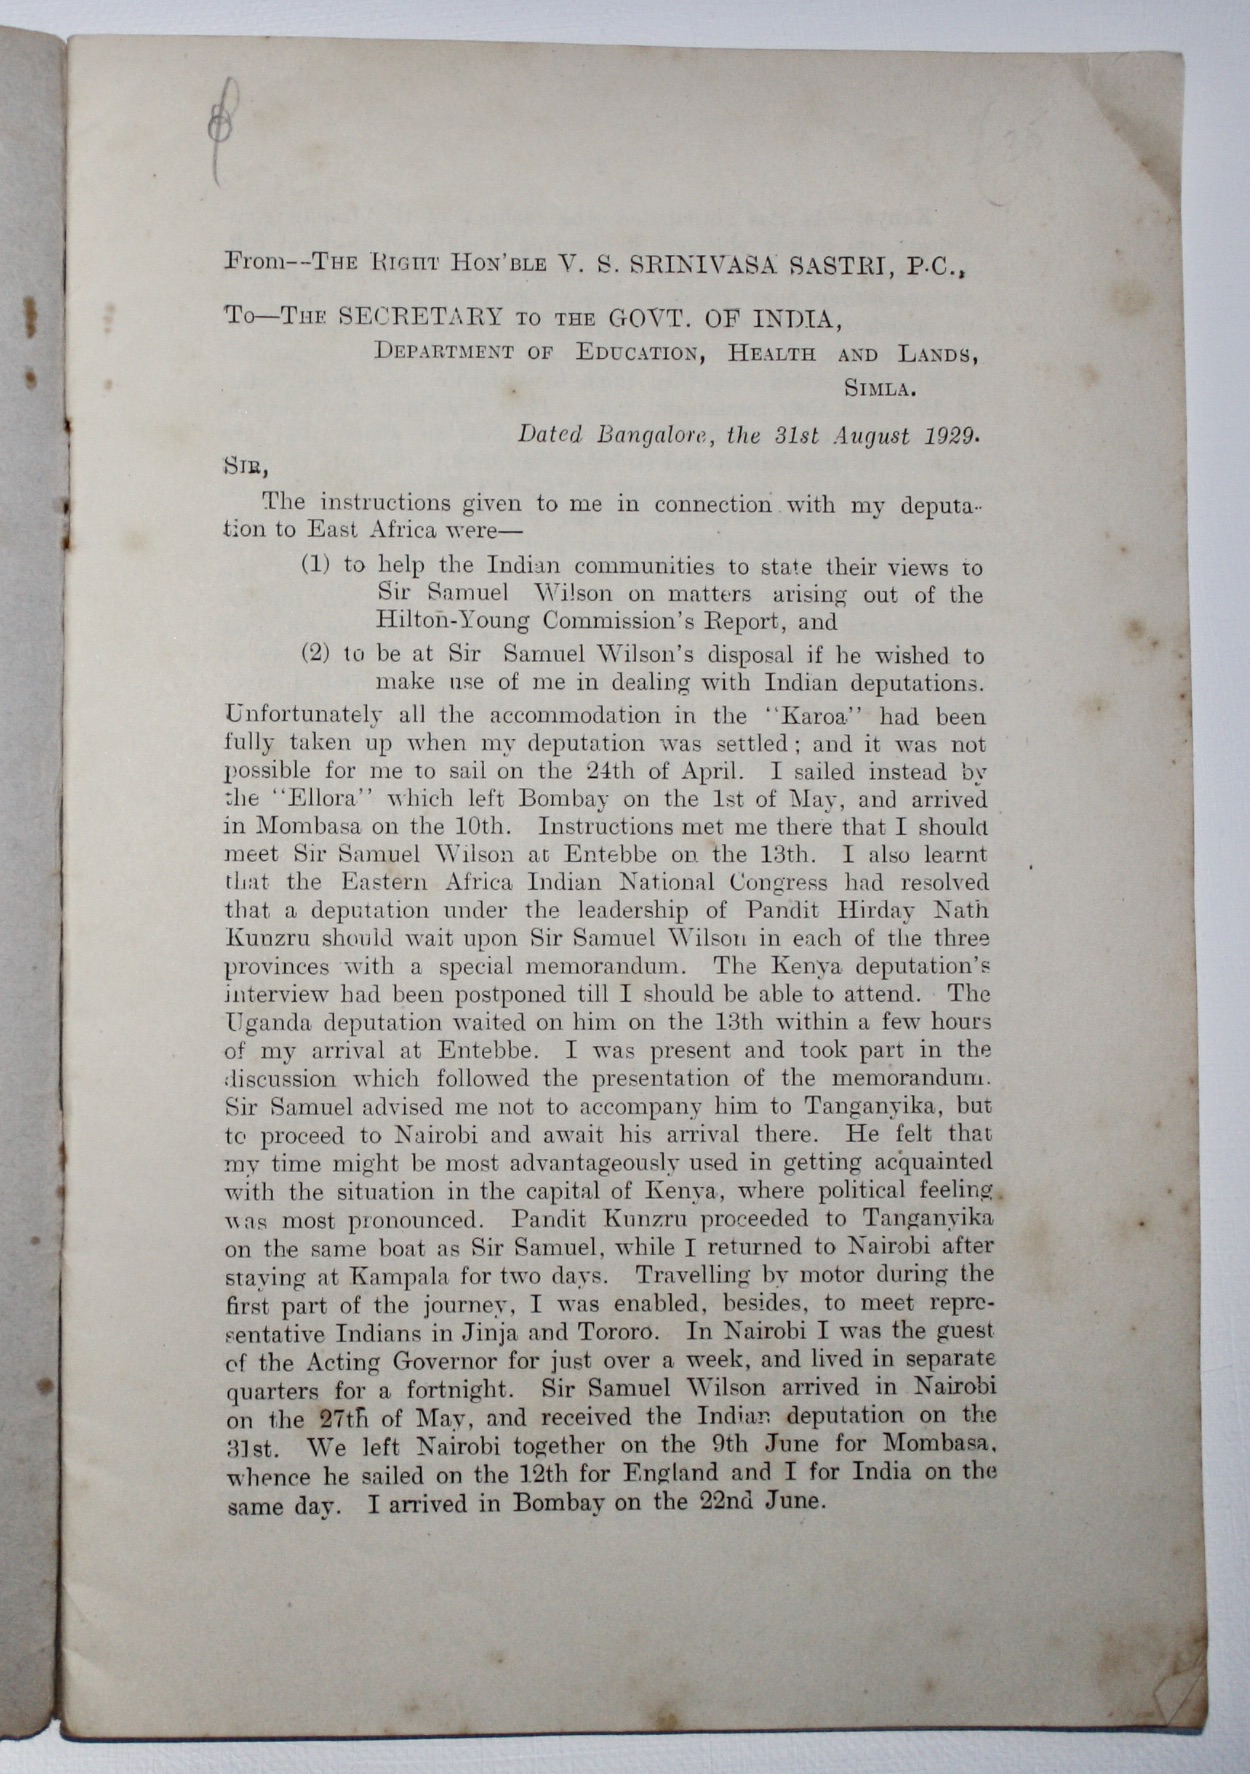 From--THE RIGHT HON'BLE V. S. SRINIVASA SASTRI, P.C.,
To—THE SECRETARY TO THE GOVT. OF INDIA,
DEPARTMENT OF EDUCATION, HEALTH AND LANDS,
SIMLA.
Dated Bangalore, the 31st August 1929.
SIR,
The instructions given to me in connection with my deputa-
tion to East Africa were—
(1) to help the Indian communities to state their views to
Sir Samuel Wilson on matters arising out of the
Hilton-Young Commission's Report, and
(2) to be at Sir Samuel Wilson's disposal if he wished to
make use of me in dealing with Indian deputations.
Unfortunately all the accommodation in the "Karoa" had been
fully taken up when my deputation was settled; and it was not
possible for me to sail on the 24th of April. I sailed instead by
the "Ellora" which left Bombay on the 1st of May, and arrived
in Mombasa on the 10th. Instructions met me there that I should
meet Sir Samuel Wilson at Entebbe on the 13th. I also learnt
that the Eastern Africa Indian National Congress had resolved
that a deputation under the leadership of Pandit Hirday Nath
Kunzru should wait upon Sir Samuel Wilson in each of the three
provinces with a special memorandum. The Kenya deputation's
interview had been postponed till I should be able to attend. The
Uganda deputation waited on him on the 13th within a few hours
of my arrival at Entebbe. I was present and took part in the
discussion which followed the presentation of the memorandum.
Sir Samuel advised me not to accompany him to Tanganyika, but
to proceed to Nairobi and await his arrival there. He felt that
my time might be most advantageously used in getting acquainted
with the situation in the capital of Kenya, where political feeling
was most pronounced. Pandit Kunzru proceeded to Tanganyika
on the same boat as Sir Samuel, while I returned to Nairobi after
staying at Kampala for two days. Travelling by motor during the
first part of the journey, I was enabled, besides, to meet repre-
sentative Indians in Jinja and Tororo. In Nairobi I was the guest
of the Acting Governor for just over a week, and lived in separate
quarters for a fortnight. Sir Samuel Wilson arrived in Nairobi
on the 27th of May, and received the Indian deputation on the
31st. We left Nairobi together on the 9th June for Mombasa,
whence he sailed on the 12th for England and I for India on the
same day. I arrived in Bombay on the 22nd June.